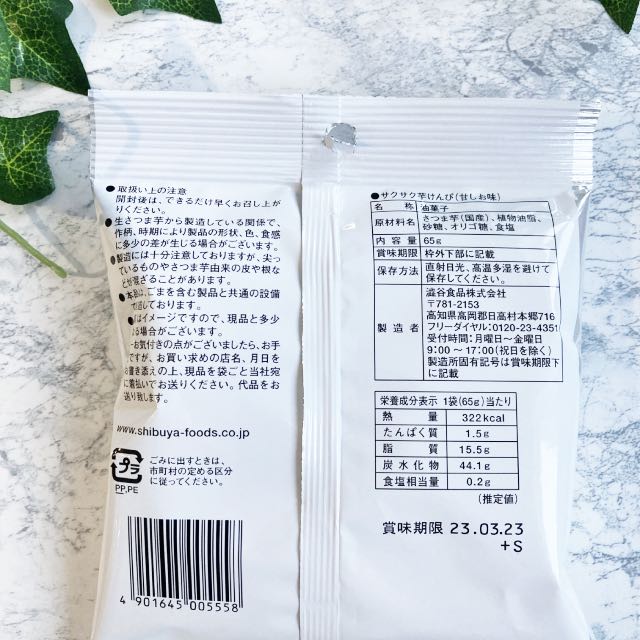 ●取扱い上の注意
開封後は、できるだけ早くお召し上が
りください。
●生さつま芋から製造している関係で、
作柄、時期により製品の形状、色、食感
に多少の差が生じる場合がございます。
●製造には十分注意しておりますが、尖っ
ているものやさつま芋由来の皮や根な
どが混ざることがあります。
●本品は、ごまを含む製品と共通の設備
で製造しております。
はイメージですので、現品と多少
る場合がございます。
お気付きの点がございましたら、お手
ですが、お買い求めの店名、月日を
お書き添えの上、現品を袋ごと当社宛
に着払いでお送りください。代品をお
送り致します。
www.shibuya-foods.co.jp
プラ
PP,PE
ごみに出すときは、
市町村の定める区分
に従ってください。
4 901645 005558
●サクサク芋けんぴ(甘しお味)
名称 油菓子
原材料名 さつま芋(国産)、植物油脂、
砂糖、オリゴ糖、食塩
内容量 65g
賞味期限 枠外下部に記載
保存方法 直射日光、高温多湿を避けて
保存してください。
製造者 澁谷食品株式会社
〒781-2153
高知県高岡郡日高村本郷716
フリーダイヤル:0120-23-4351
受付時間:月曜日〜金曜日
9:00〜17:00(祝日を除く)
製造所固有記号は賞味期限下
に記載
栄養成分表示 1袋(65g)当たり
熱量 322kcal
たんぱく質 1.5g
脂質 15.5g
炭水化物 44.1g
食塩相当量 0.2g
(推定値)
賞味期限 23.03.23
+S